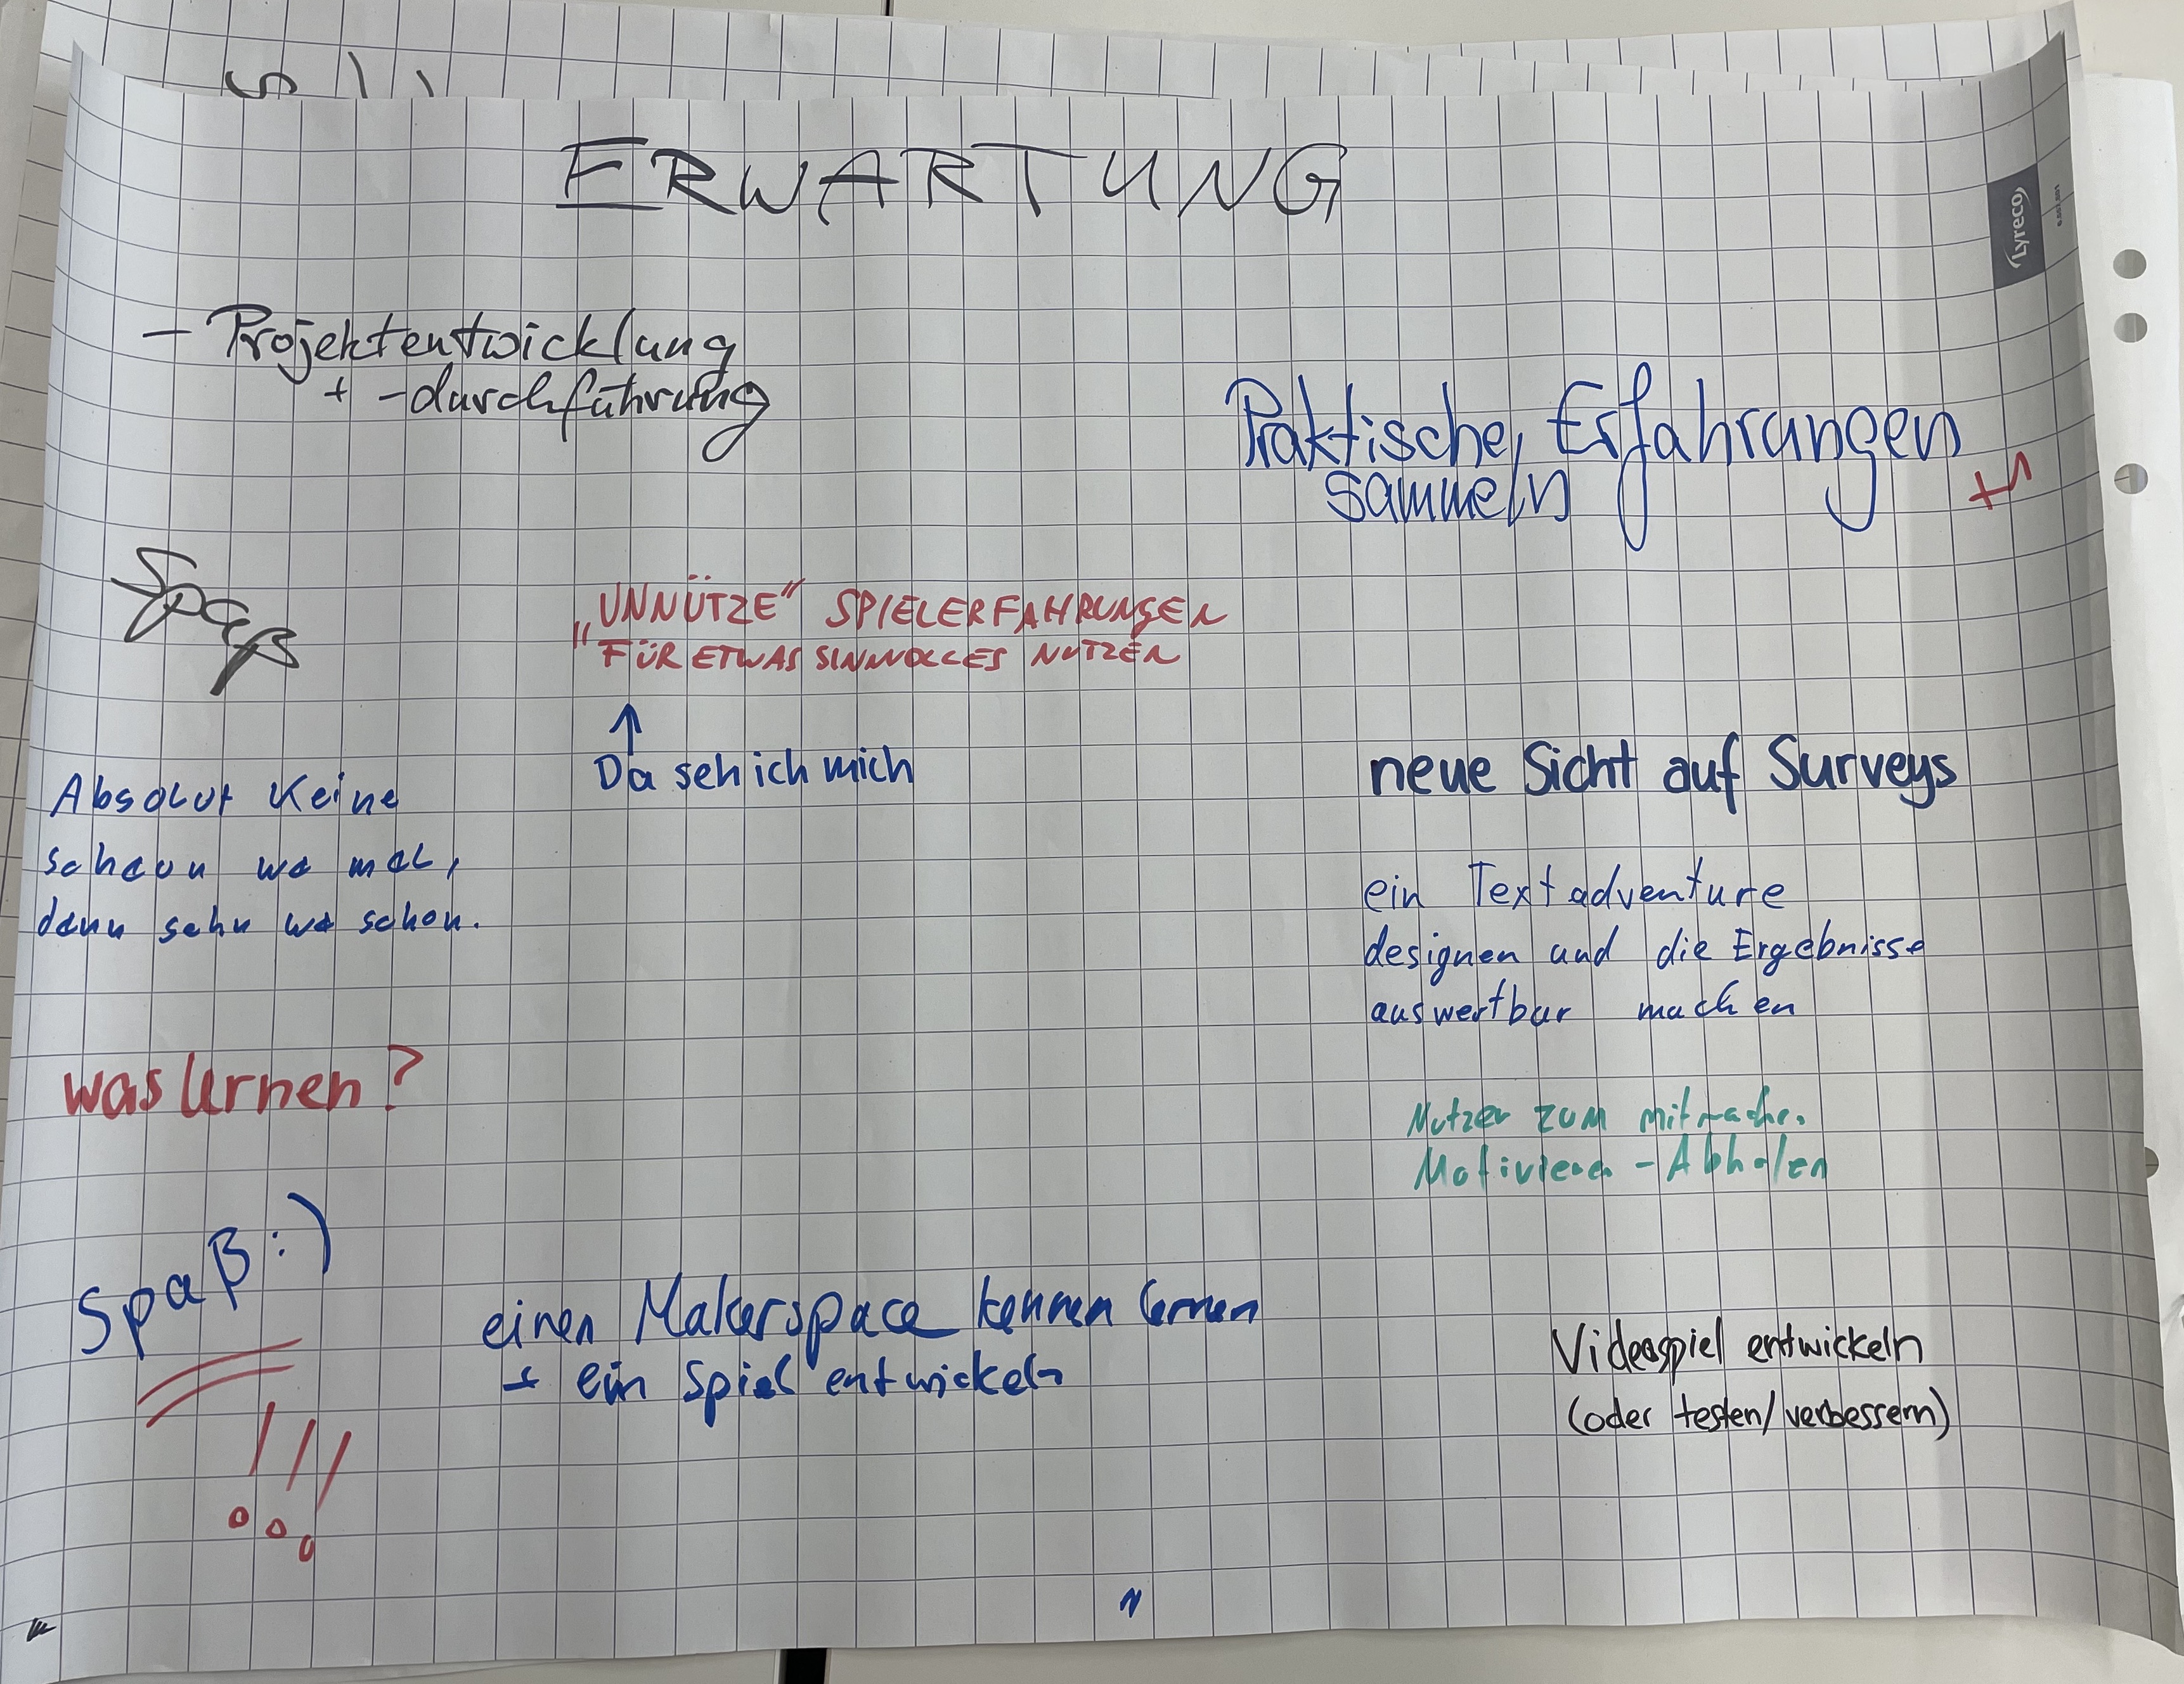 ERWARTUNG
Lyreco
- Projektentwicklung
+ -durchführung
Praktische Erfahrungen
sammeln
+1
Spaß
„UNNÜTZE“ SPIELERFAHRUNGEN
FÜR ETWAS SINNVOLLES NUTZEN
↑
Da seh ich mich
Absolut Keine
schaun wa mal,
dann sehn wa schon.
neue Sicht auf Surveys
ein Textadventure
designen und die Ergebnisse
auswertbar machen
was lernen?
Nutzer zum mitmachen
Motivieren - Abholen
Spaß :)
!!!
einen Makerspace kennen lernen
+ ein Spiel entwickeln
Videospiel entwickeln
(oder testen/verbessern)